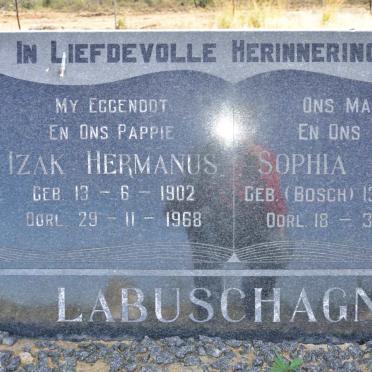 IN LIEFDEVOLLE HERINNERING
MY EGGENOOT
EN ONS PAPPIE
IZAK HERMANUS
GEB. 13 - 6 - 1902
OORL. 29 - 11 - 1968
ONS MA
EN ONS
SOPHIA
GEB. (BOSCH) 1
OORL. 18 - 3
LABUSCHAGN